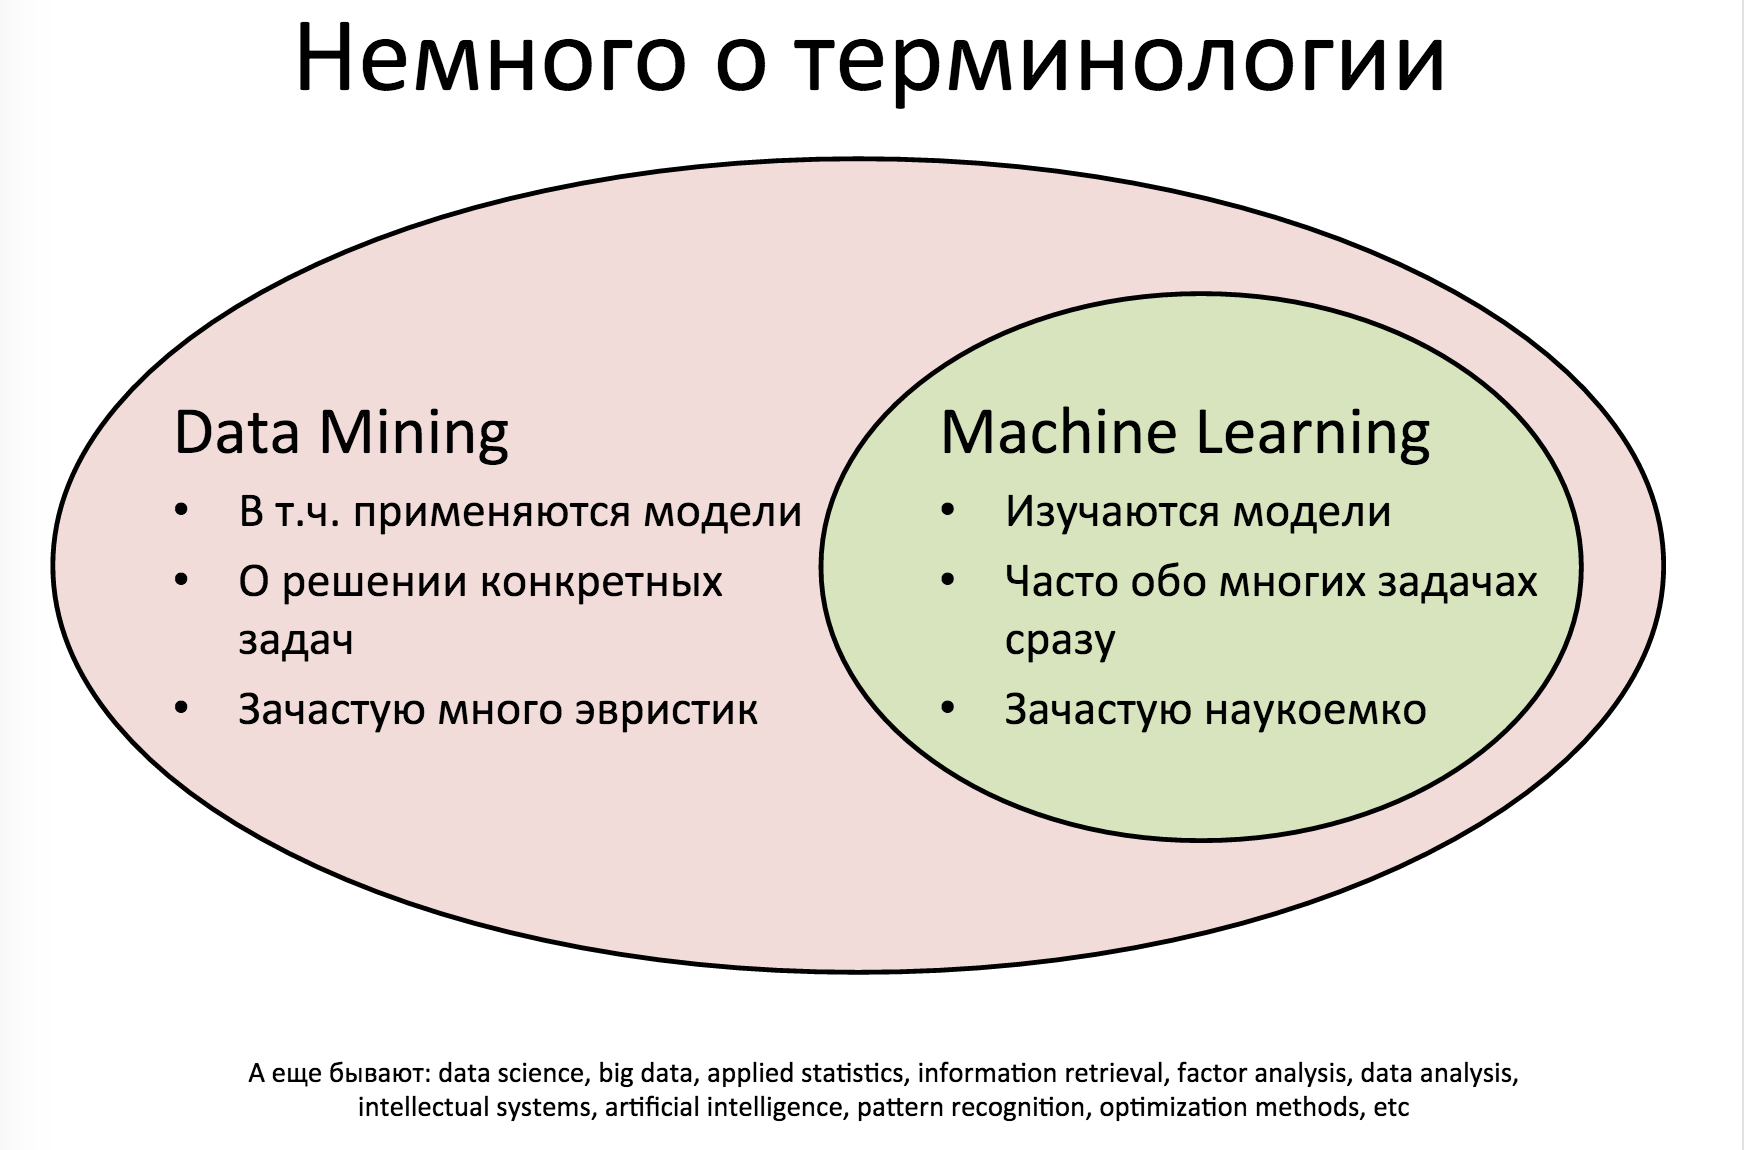 Немного о терминологии
Data Mining
• В т.ч. применяются модели
• О решении конкретных
задач
• Зачастую много эвристик
Machine Learning
• Изучаются модели
• Часто обо многих задачах
сразу
• Зачастую наукоемко
А еще бывают: data science, big data, applied statistics, information retrieval, factor analysis, data analysis,
intellectual systems, artificial intelligence, pattern recognition, optimization methods, etc